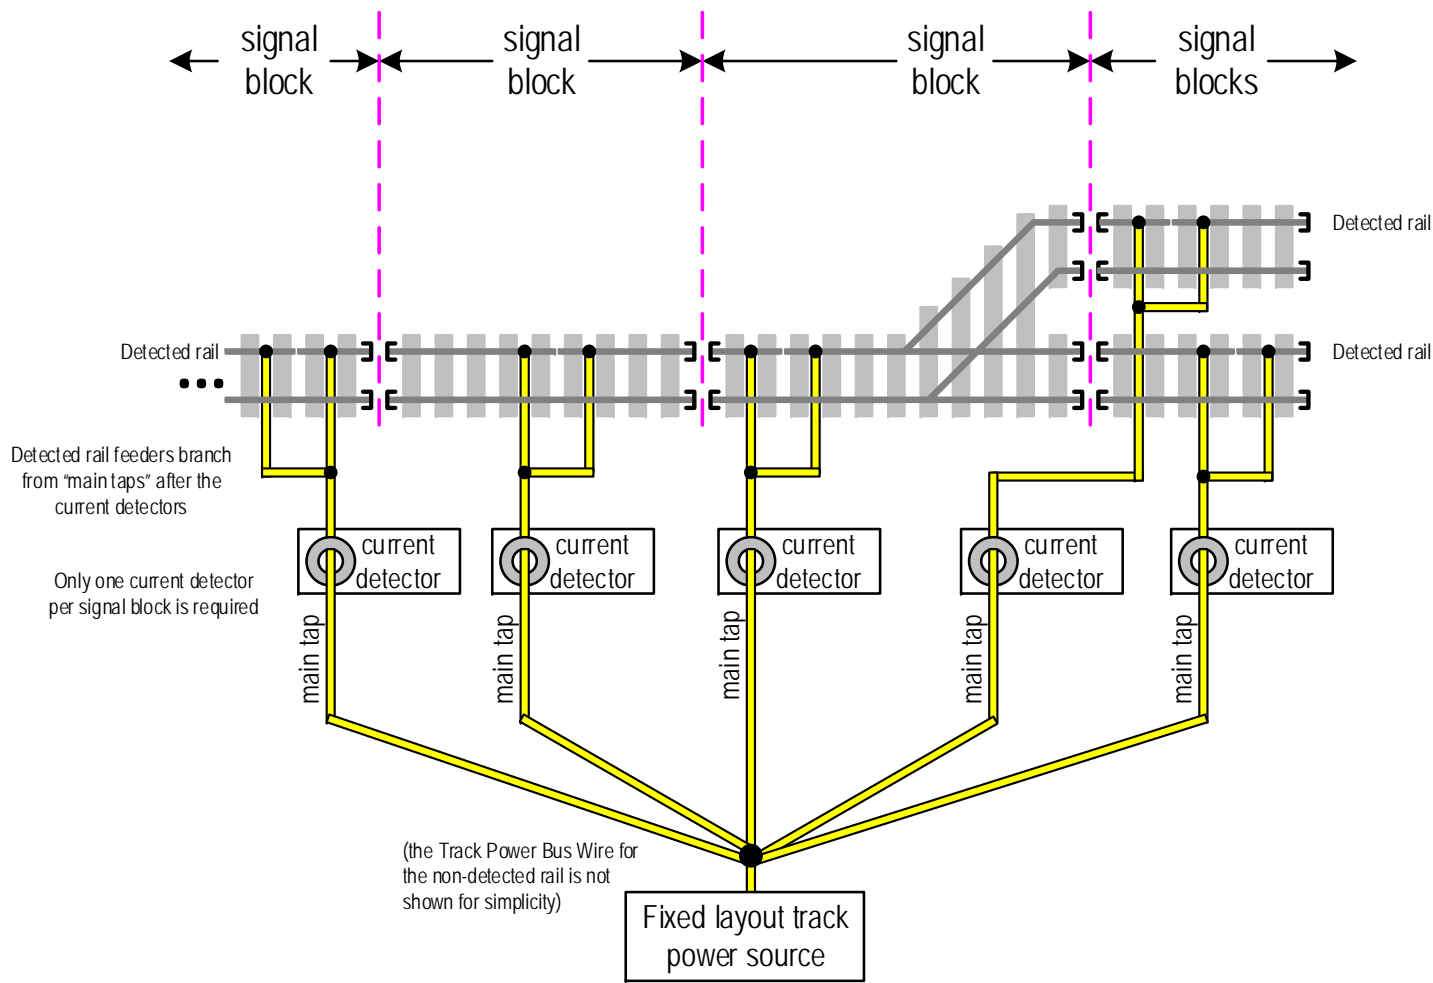 signal
block
signal
block
signal
block
signal
blocks
Detected rail
Detected rail
Detected rail
Detected rail feeders branch
from "main taps" after the
current detectors
Only one current detector
per signal block is required
current
detector
current
detector
current
detector
current
detector
current
detector
main tap
main tap
main tap
main tap
main tap
(the Track Power Bus Wire for
the non-detected rail is not
shown for simplicity)
Fixed layout track
power source